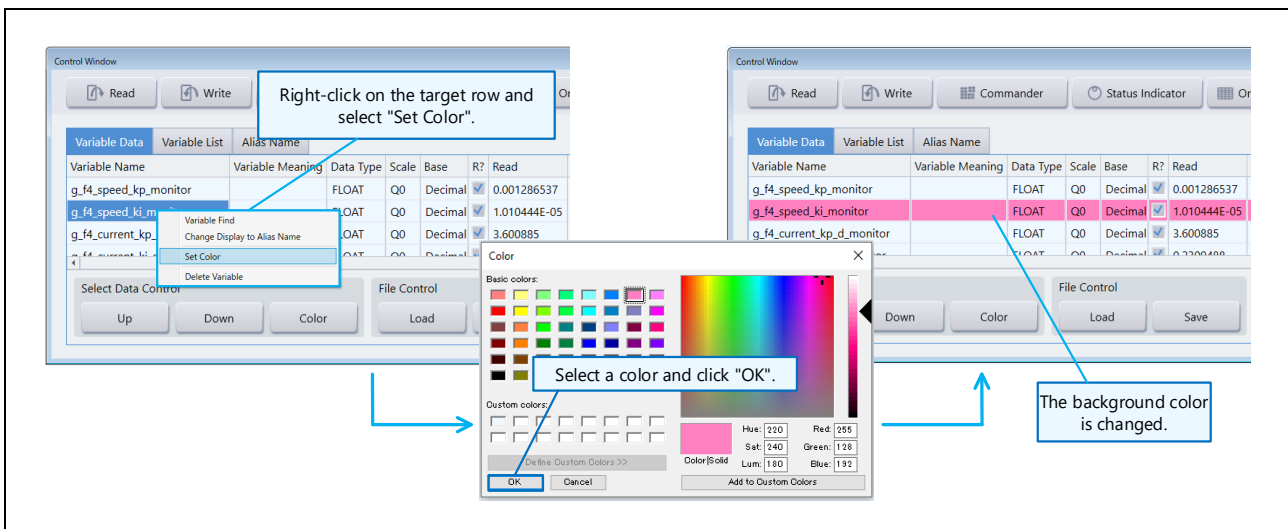 Control Window
Read
Write
Right-click on the target row and
select "Set Color".
Variable Data
Variable List
Alias Name
Variable Name Variable Meaning Data Type Scale Base R? Read
g_f4_speed_kp_monitor FLOAT Q0 Decimal 0.001286537
g_f4_speed_ki_m FLOAT Q0 Decimal 1.010444E-05
g_f4_current_kp_ Decimal 3.600885
Variable Find
Change Display to Alias Name
Set Color
Delete Variable
Select Data Control
Up
Down
Color
File Control
Load
Color
Basic colors:
Select a color and click "OK".
Custom colors:
Define Custom Colors >>
OK
Cancel
Color|Solid
Hue: 220
Sat: 240
Lum: 180
Red: 255
Green: 128
Blue: 192
Add to Custom Colors
Control Window
Read
Write
Commander
Status Indicator
Or
Variable Data
Variable List
Alias Name
Variable Name Variable Meaning Data Type Scale Base R? Read
g_f4_speed_kp_monitor FLOAT Q0 Decimal 0.001286537
g_f4_speed_ki_monitor FLOAT Q0 Decimal 1.010444E-05
g_f4_current_kp_d_monitor FLOAT Q0 Decimal 3.600885
File Control
Down
Color
Load
Save
The background color
is changed.